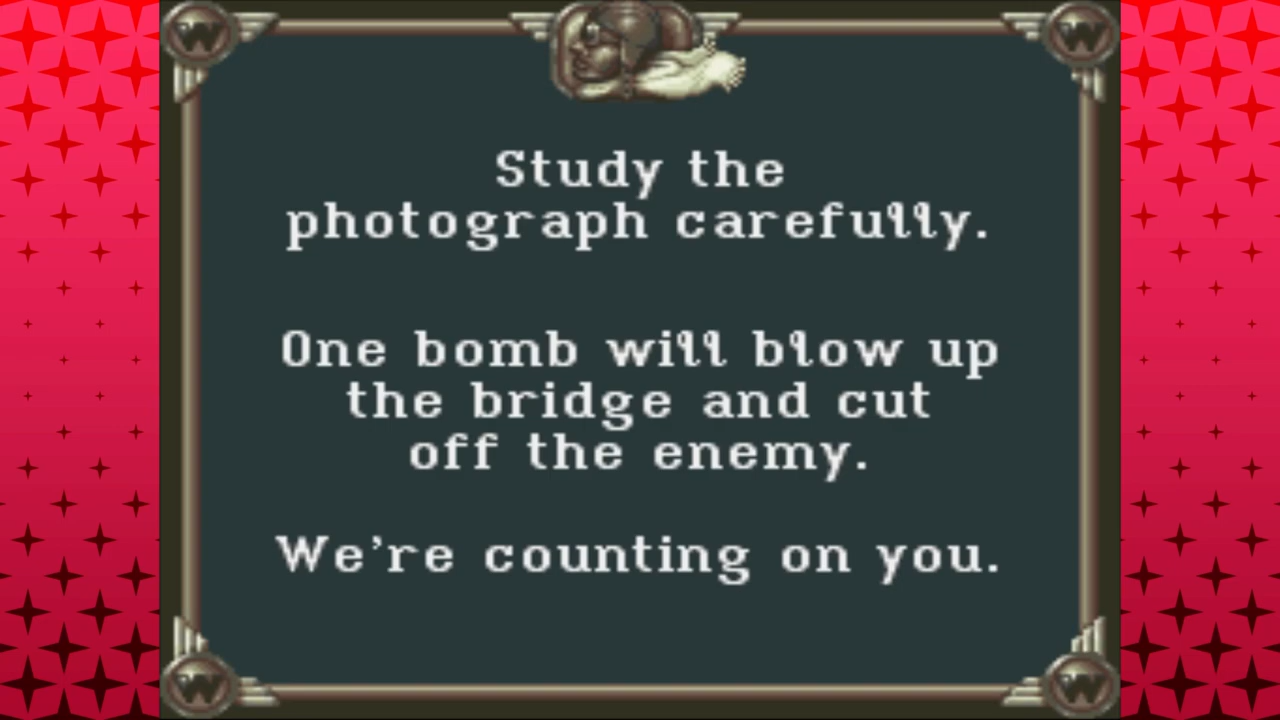 W
W
Study the
photograph carefully.
One bomb will blow up
the bridge and cut
off the enemy.
We're counting on you.
W
W